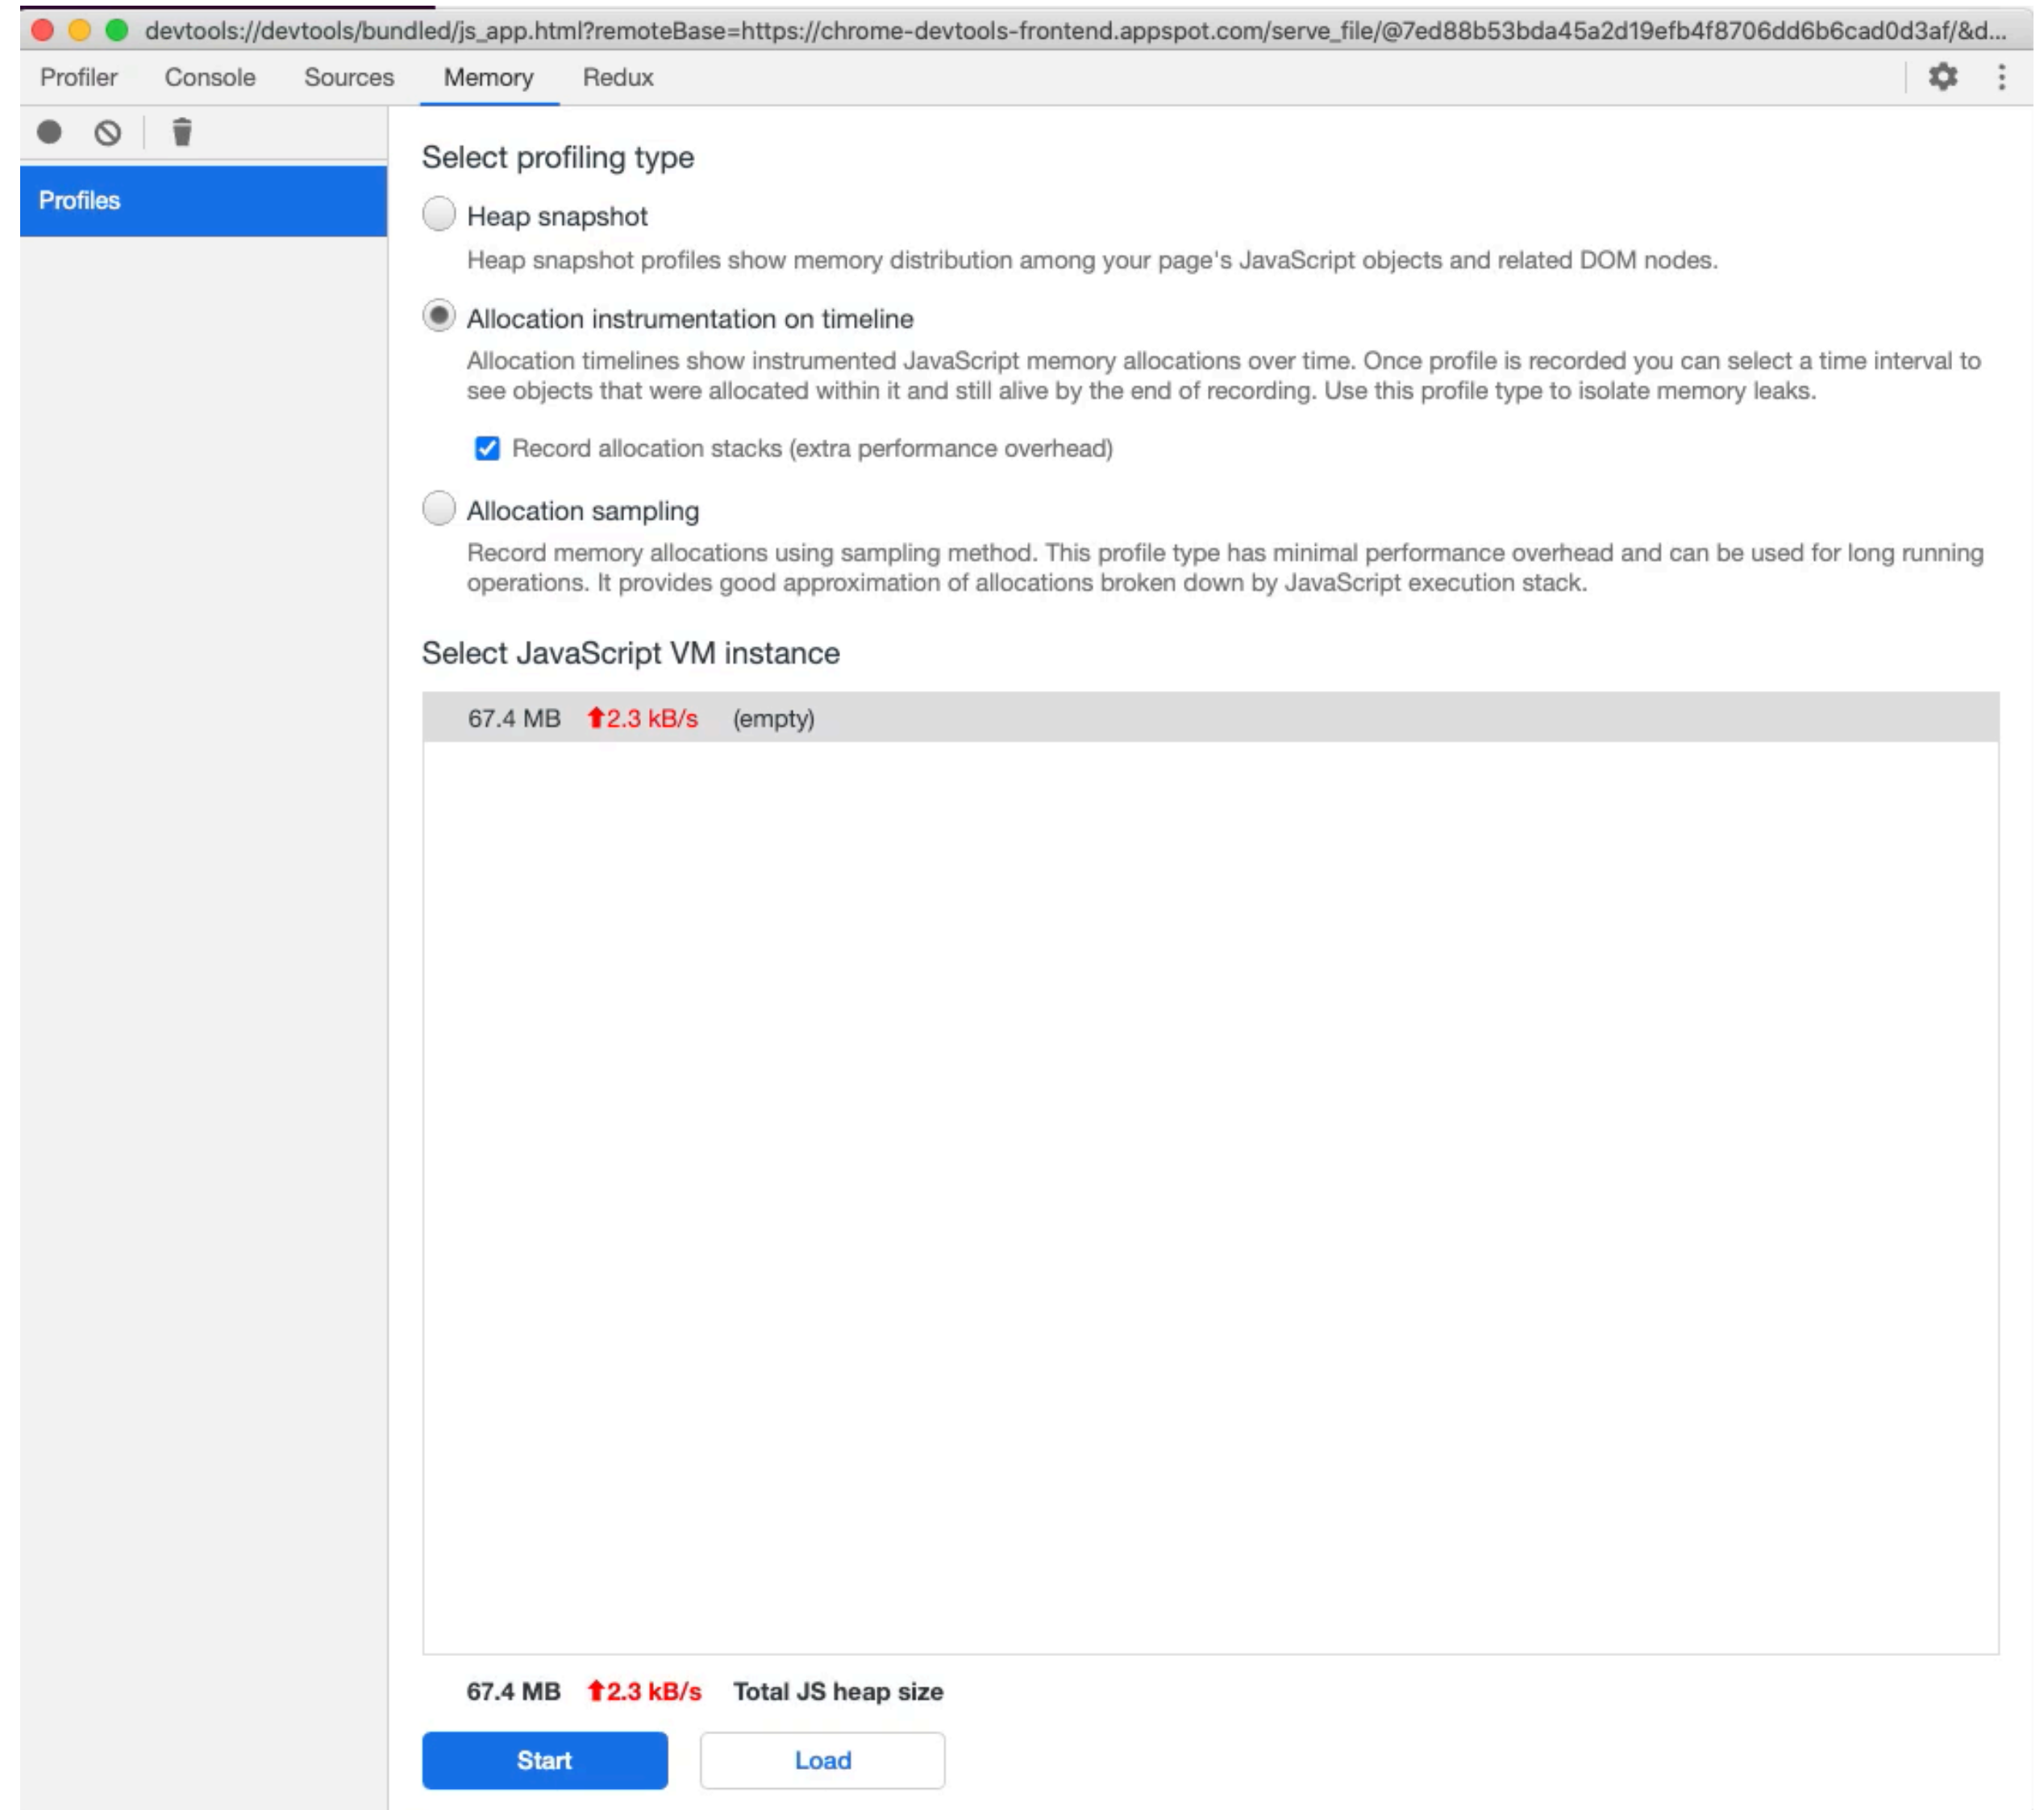 devtools://devtools/bundled/js_app.html?remoteBase=https://chrome-devtools-frontend.appspot.com/serve_file/@7ed88b53bda45a2d19efb4f8706dd6b6cad0d3af/&d...
Profiler Console Sources Memory Redux
Profiles
Select profiling type
Heap snapshot
Heap snapshot profiles show memory distribution among your page's JavaScript objects and related DOM nodes.
Allocation instrumentation on timeline
Allocation timelines show instrumented JavaScript memory allocations over time. Once profile is recorded you can select a time interval to
see objects that were allocated within it and still alive by the end of recording. Use this profile type to isolate memory leaks.
Record allocation stacks (extra performance overhead)
Allocation sampling
Record memory allocations using sampling method. This profile type has minimal performance overhead and can be used for long running
operations. It provides good approximation of allocations broken down by JavaScript execution stack.
Select JavaScript VM instance
67.4 MB ⬆2.3 kB/s (empty)
67.4 MB ⬆2.3 kB/s Total JS heap size
Start Load